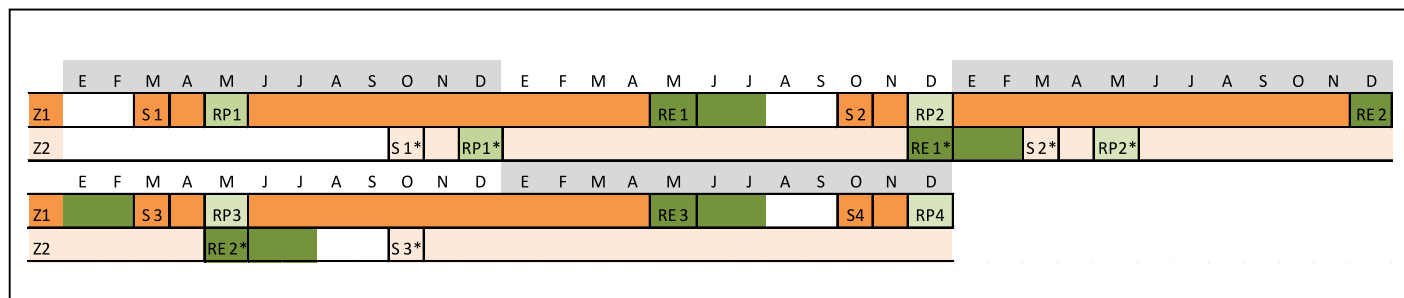 E F M A M J J A S O N D E F M A M J J A S O N D E F M A M J J A S O N D
Z1 S 1 RP1 RE 1 S 2 RP2 RE 2
Z2 S 1* RP1* RE 1* S 2* RP2*
E F M A M J J A S O N D E F M A M J J A S O N D
Z1 S 3 RP3 RE 3 S4 RP4
Z2 RE 2* S 3*